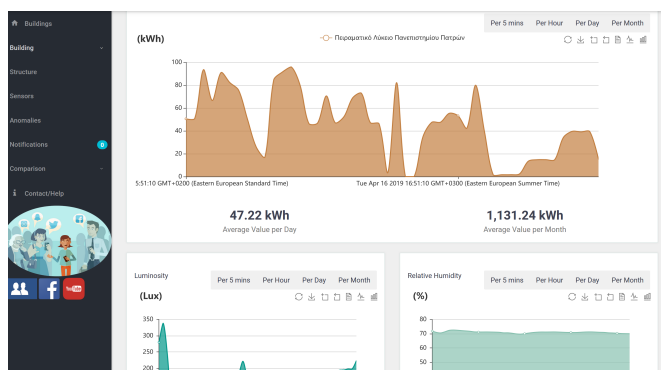 Buildings
Building
Structure
Sensors
Anomalies
Notifications 0
Comparison
Contact/Help
Per 5 mins Per Hour Per Day Per Month
(kWh)
Πειραματικό Λύκειο Πανεπιστημίου Πατρών
100
80
60
40
20
0
5:51:10 GMT+0200 (Eastern European Standard Time) Tue Apr 16 2019 16:51:10 GMT+0300 (Eastern European Summer Time)
47.22 kWh 1,131.24 kWh
Average Value per Day Average Value per Month
Luminosity Per 5 mins Per Hour Per Day Per Month
(Lux)
350
300
250
200
Relative Humidity Per 5 mins Per Hour Per Day Per Month
(%)
80
70
60
50